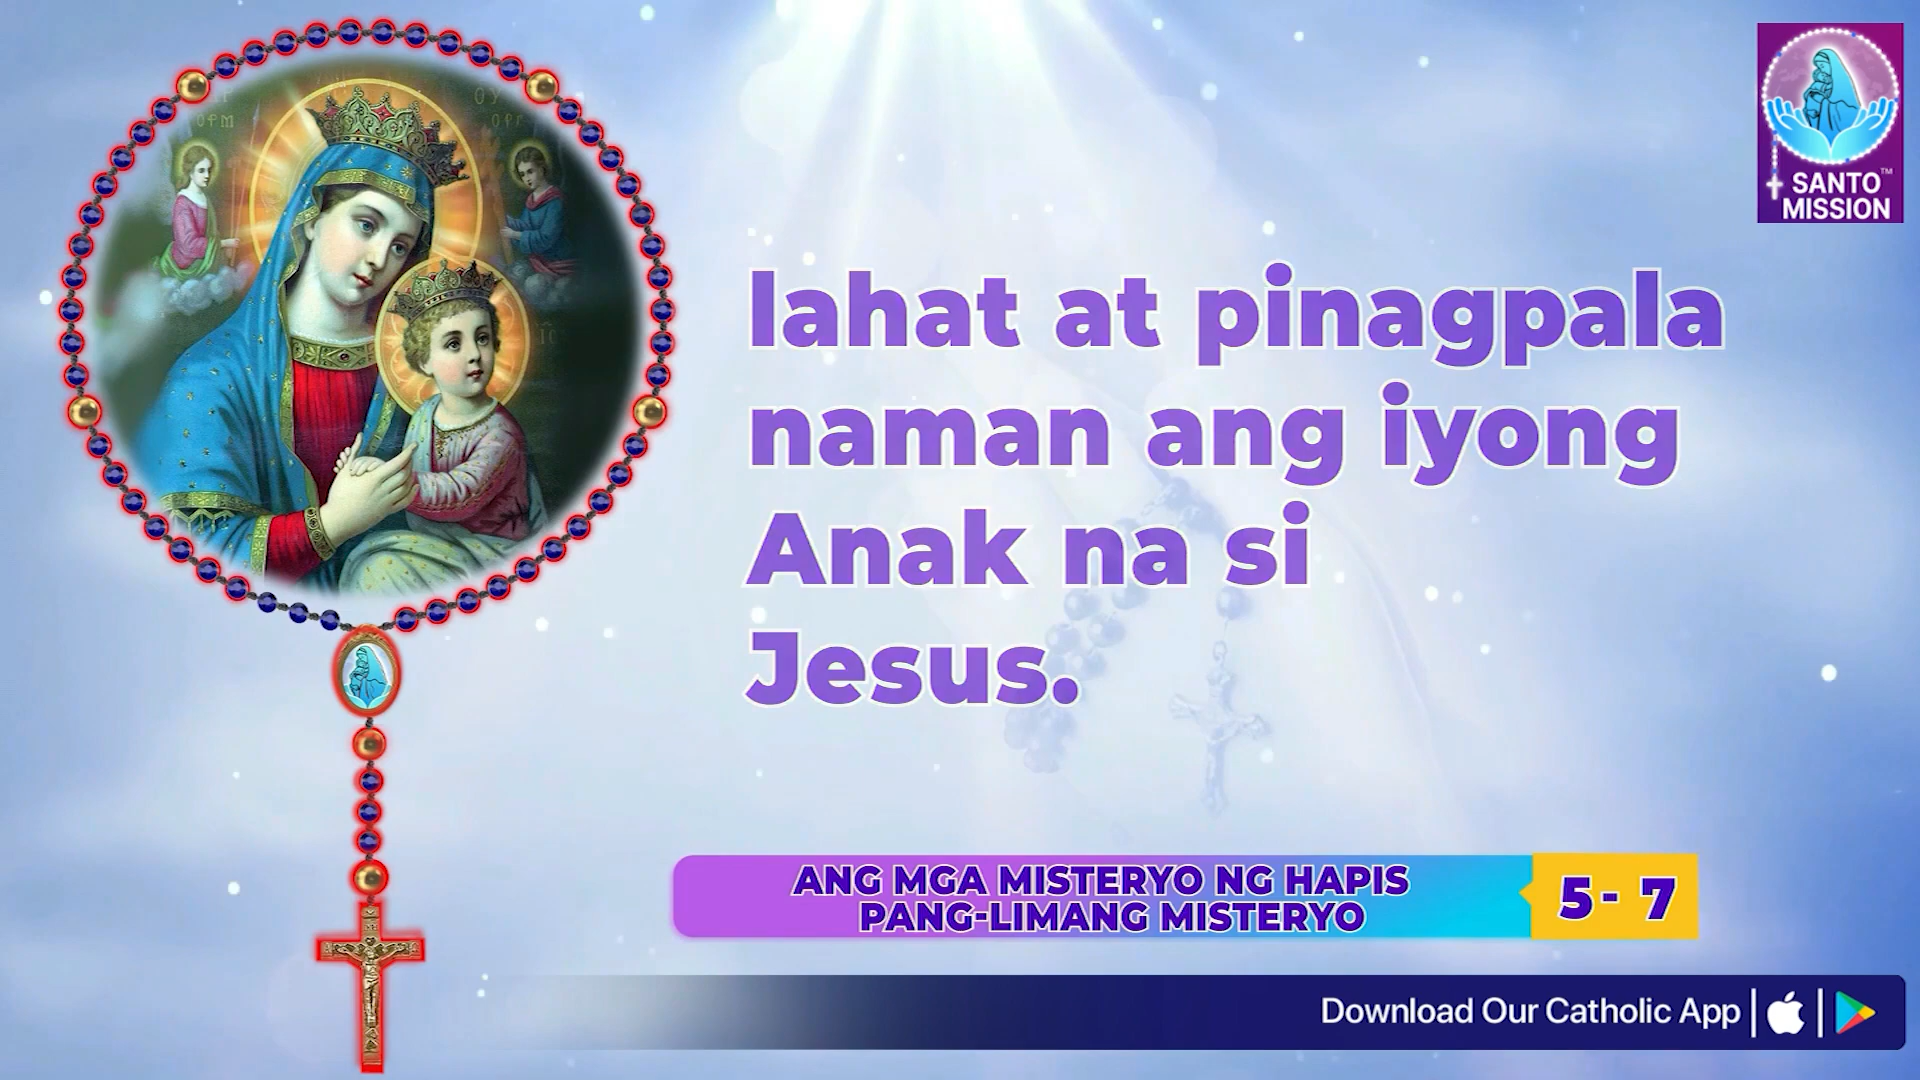 SANTO™
MISSION
lahat at pinagpala
naman ang iyong
Anak na si
Jesus.
ANG MGA MISTERYO NG HAPIS
PANG-LIMANG MISTERYO
5- 7
Download Our Catholic App